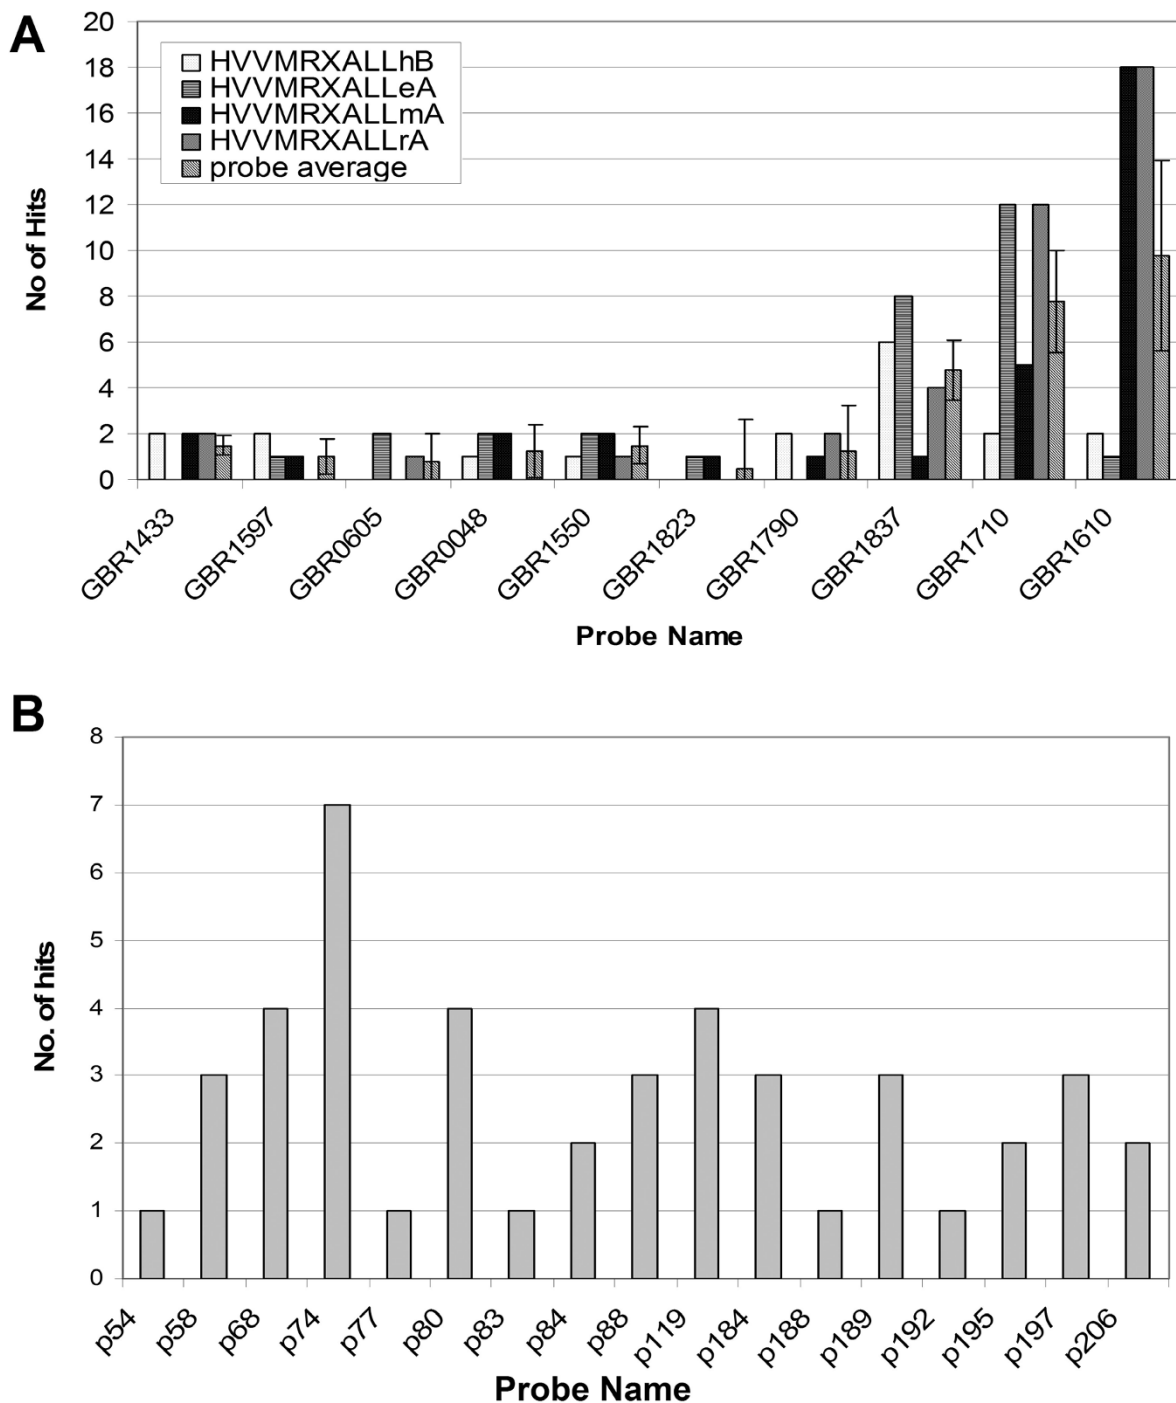 A
20
18
16
14
12
10
8
6
4
2
0
No of Hits
HVVMRXALLhB
HVVMRXALLeA
HVVMRXALLmA
HVVMRXALLrA
probe average
GBR1433
GBR1597
GBR0605
GBR0048
GBR1550
GBR1823
GBR1790
GBR1837
GBR1710
GBR1610
Probe Name
B
8
7
6
5
4
3
2
1
0
No. of hits
p54
p58
p68
p74
p77
p80
p83
p84
p88
p119
p184
p188
p189
p192
p195
p197
p206
Probe Name